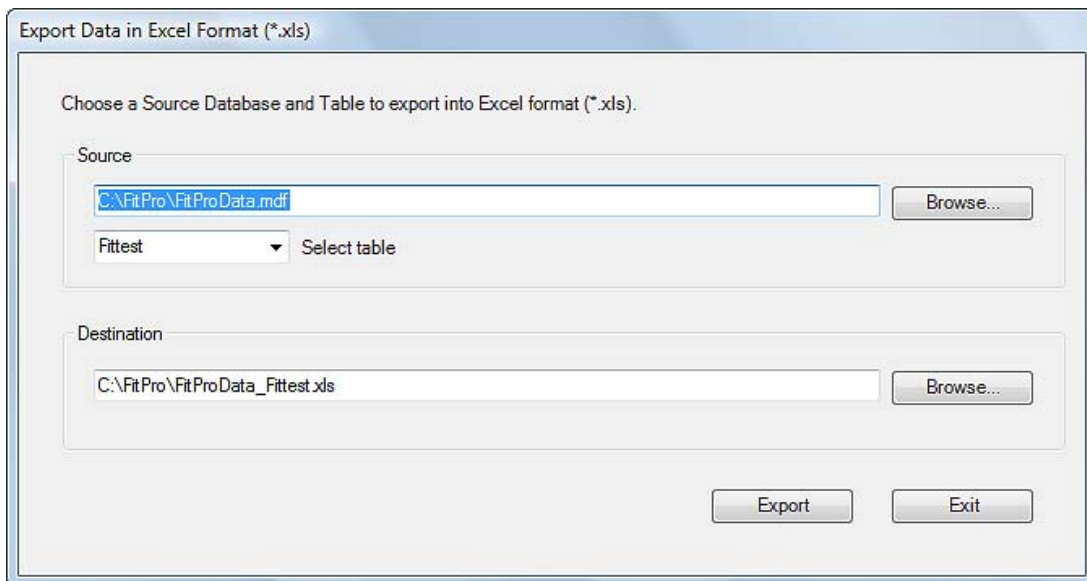 Export Data in Excel Format (*.xls)
Choose a Source Database and Table to export into Excel format (*.xls).
Source
C:\FitPro\FitProData.mdf
Browse...
Fittest
Select table
Destination
C:\FitPro\FitProData_Fittest.xls
Browse...
Export
Exit